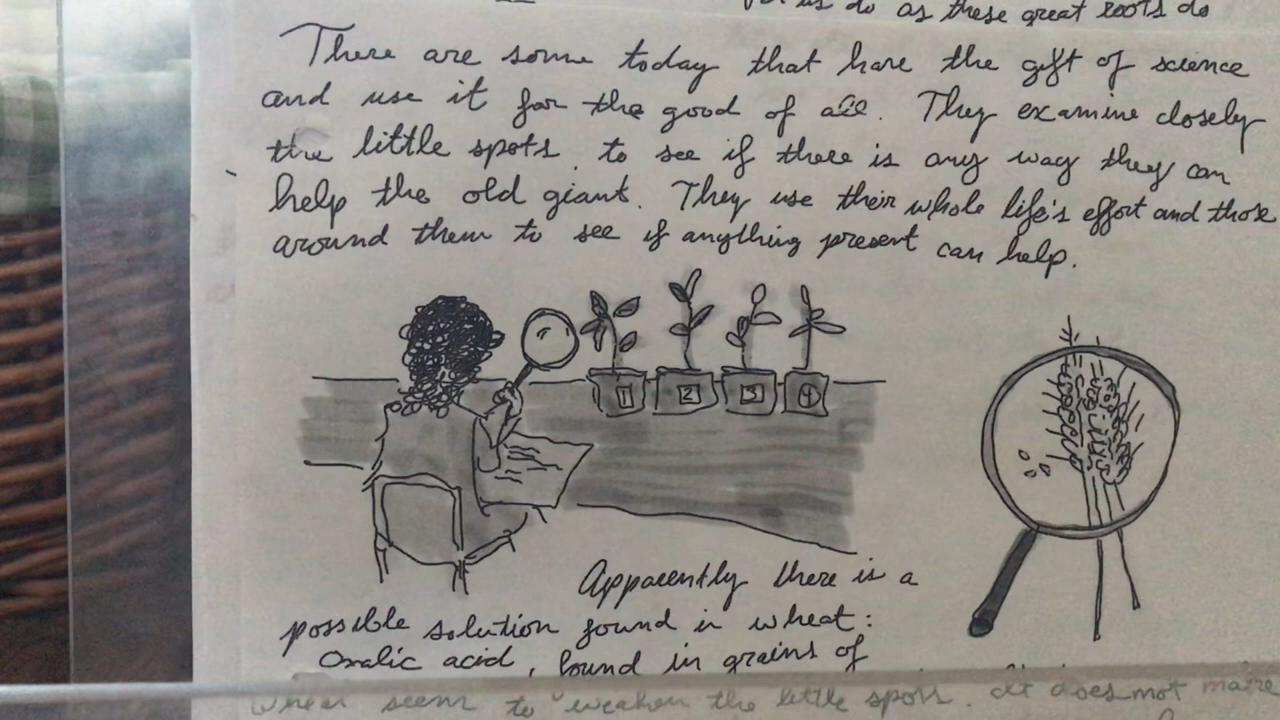 us do as these great roots do
There are some today that have the gift of science
and use it for the good of all. They examine closely
the little spots to see if there is any way they can
help the old giant. They use their whole life's effort and those
around them to see if anything present can help.
1 2 3 4
Apparently there is a
possible solution found in wheat:
Oxalic acid, found in grains of
wheat seem to weaken the little spots. It does not make